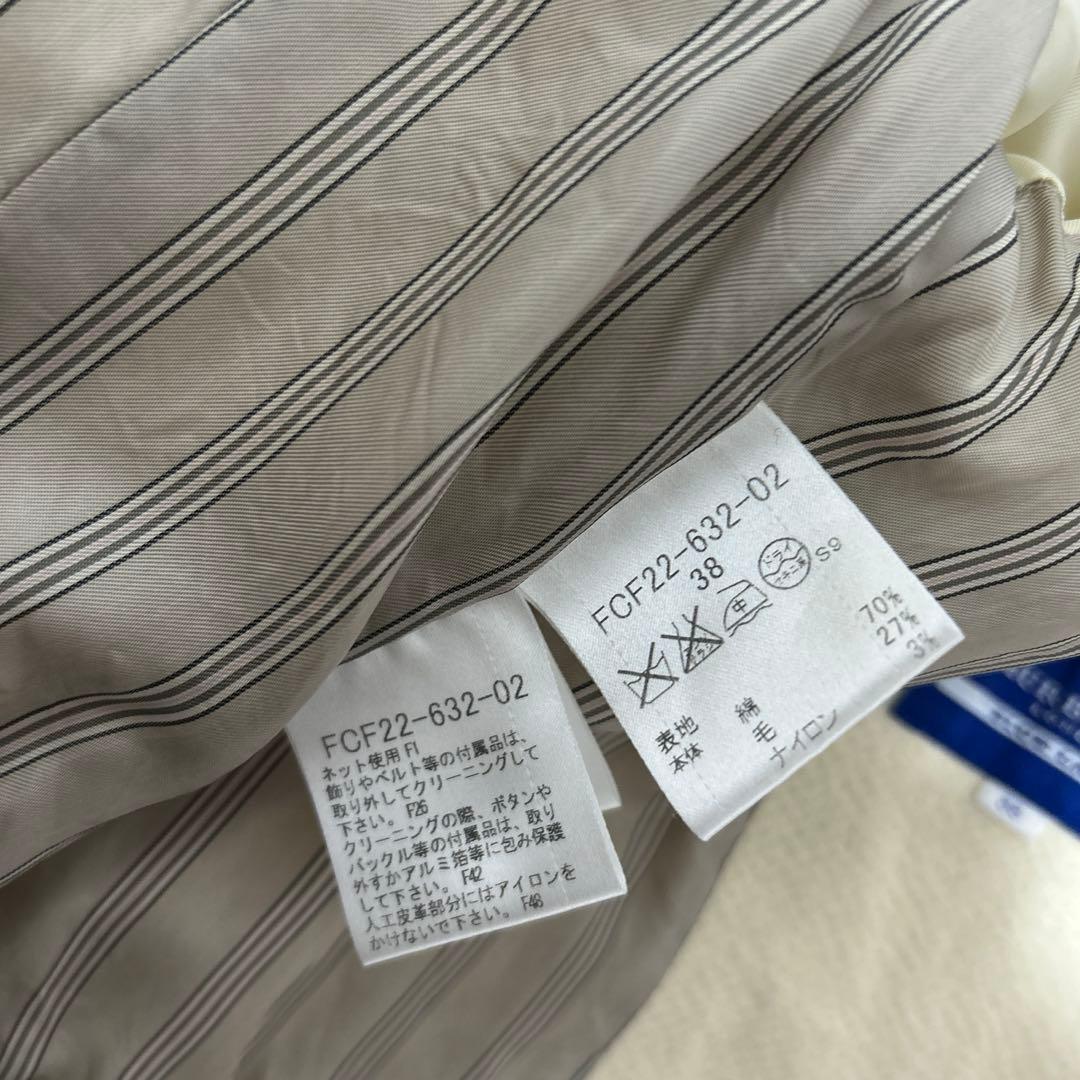 FCF22-632-02
ネット使用 F1
飾りやベルト等の付属品は、
取り外してクリーニングして
下さい。 F26
クリーニングの際、ボタンや
バックル等の付属品は、取り
外すかアルミ箔等に包み保護
して下さい。 F42
人工皮革部分にはアイロンを
かけないで下さい。 F48
FCF22-632-02
38
中
ドライ
S9
表地 綿 70%
本体 毛 27%
ナイロン 3%